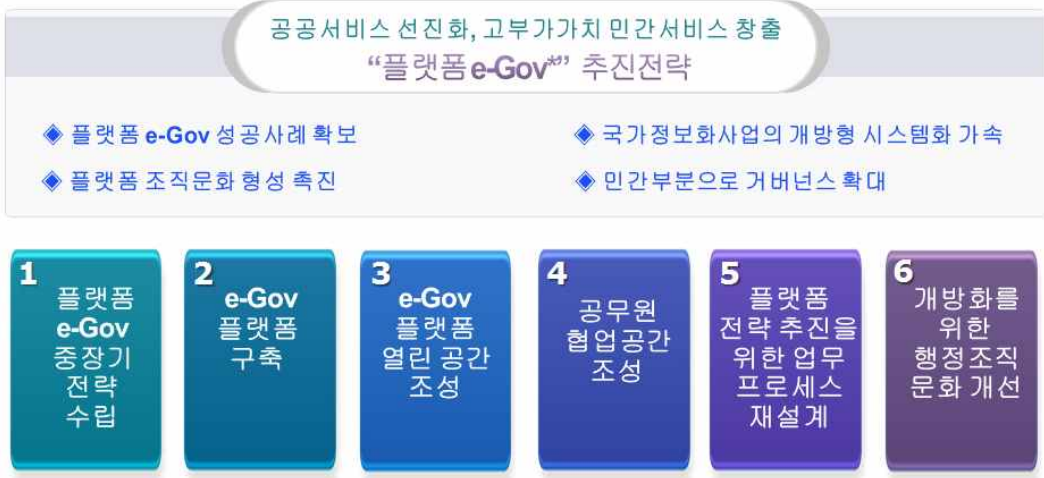 공공서비스 선진화, 고부가가치 민간서비스 창출
“플랫폼 e-Gov*” 추진전략
◈ 플랫폼 e-Gov 성공사례 확보
◈ 국가정보화사업의 개방형 시스템화 가속
◈ 플랫폼 조직문화 형성 촉진
◈ 민간부분으로 거버넌스 확대
1
플랫폼
e-Gov
중장기
전략
수립
2
e-Gov
플랫폼
구축
3
e-Gov
플랫폼
열린 공간
조성
4
공무원
협업공간
조성
5
플랫폼
전략 추진을
위한 업무
프로세스
재설계
6
개방화를
위한
행정조직
문화 개선